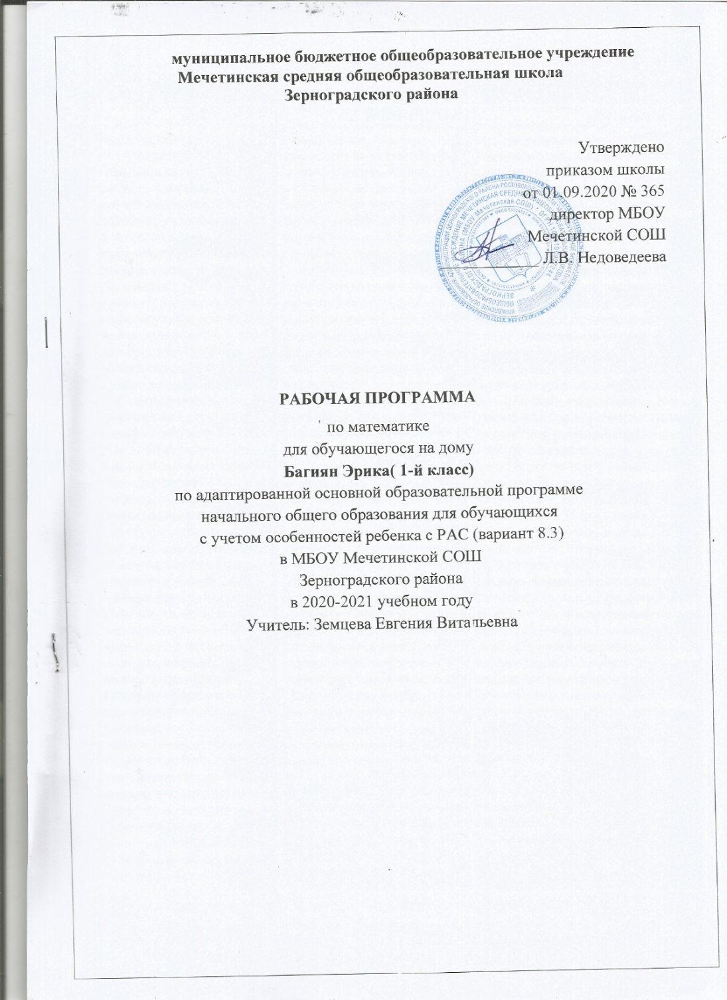 муниципальное бюджетное общеобразовательное учреждение
Мечетинская средняя общеобразовательная школа
Зерноградского района
Утверждено
приказом школы
от 01.09.2020 № 365
директор МБОУ
Мечетинской СОШ
Л.В. Недоведеева
РАБОЧАЯ ПРОГРАММА
по математике
для обучающегося на дому
Багиян Эрика( 1-й класс)
по адаптированной основной образовательной программе
начального общего образования для обучающихся
с учетом особенностей ребенка с РАС (вариант 8.3)
в МБОУ Мечетинской СОШ
Зерноградского района
в 2020-2021 учебном году
Учитель: Земцева Евгения Витальевна